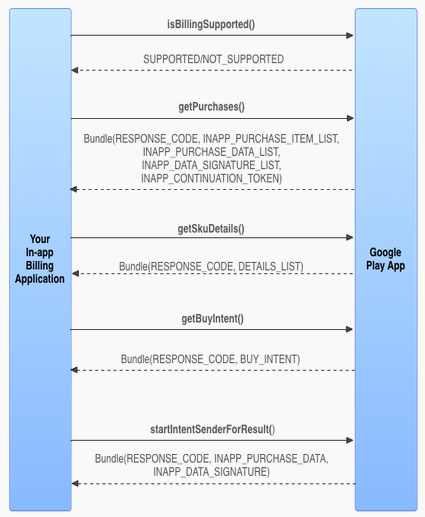 isBillingSupported()
SUPPORTED/NOT_SUPPORTED
getPurchases()
Bundle(RESPONSE_CODE, INAPP_PURCHASE_ITEM_LIST,
INAPP_PURCHASE_DATA_LIST,
INAPP_DATA_SIGNATURE_LIST,
INAPP_CONTINUATION_TOKEN)
getSkuDetails()
Your
In-app
Billing
Application
Google
Play App
Bundle(RESPONSE_CODE, DETAILS_LIST)
getBuyIntent()
Bundle(RESPONSE_CODE, BUY_INTENT)
startIntentSenderForResult()
Bundle(RESPONSE_CODE, INAPP_PURCHASE_DATA,
INAPP_DATA_SIGNATURE)